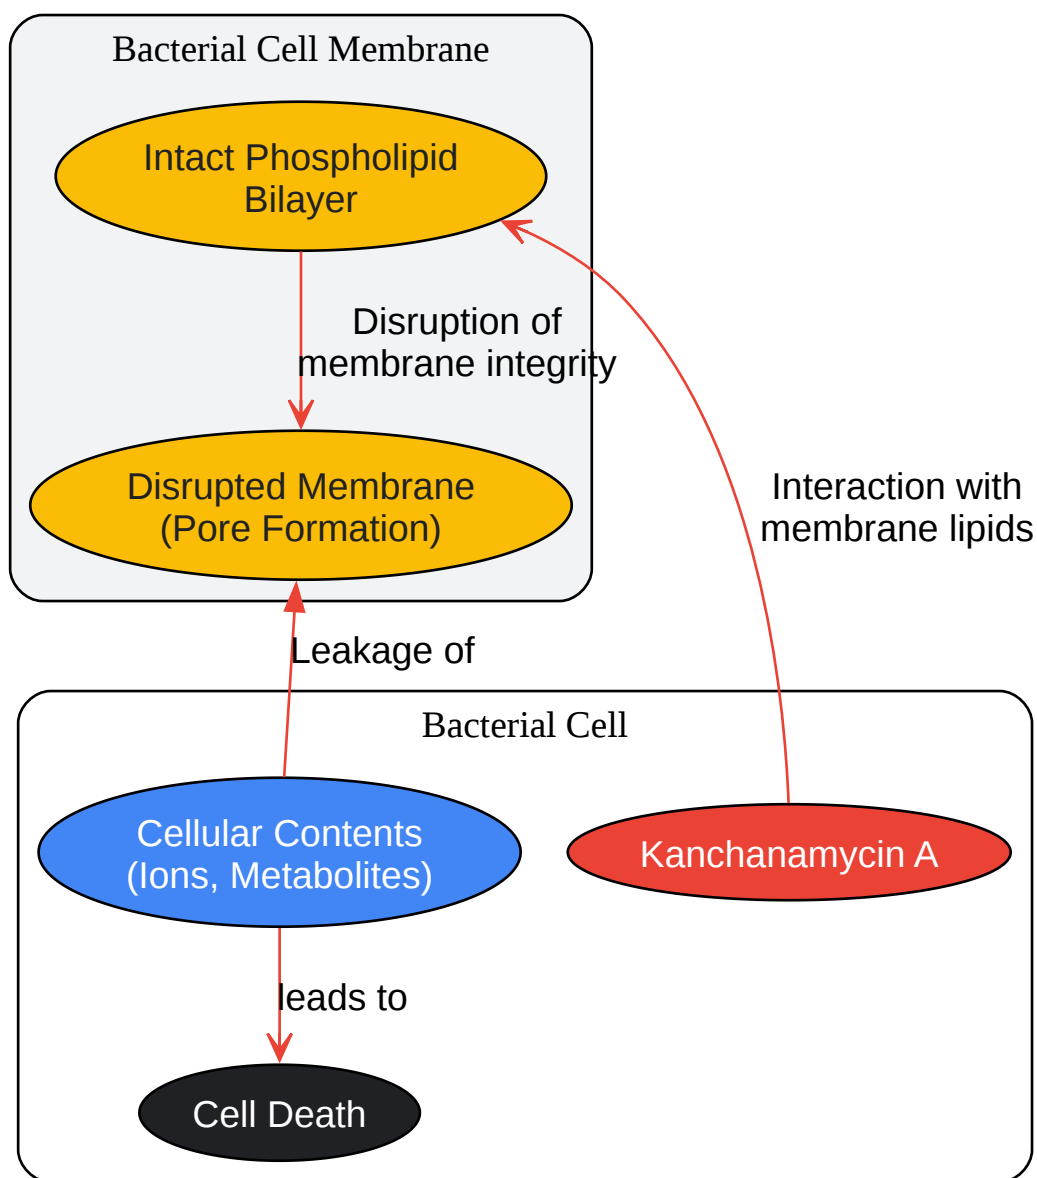 Bacterial Cell Membrane
Intact Phospholipid
Bilayer
Disruption of
membrane integrity
Disrupted Membrane
(Pore Formation)
Interaction with
membrane lipids
Leakage of
Bacterial Cell
Cellular Contents
(Ions, Metabolites)
Kanchanamycin A
leads to
Cell Death